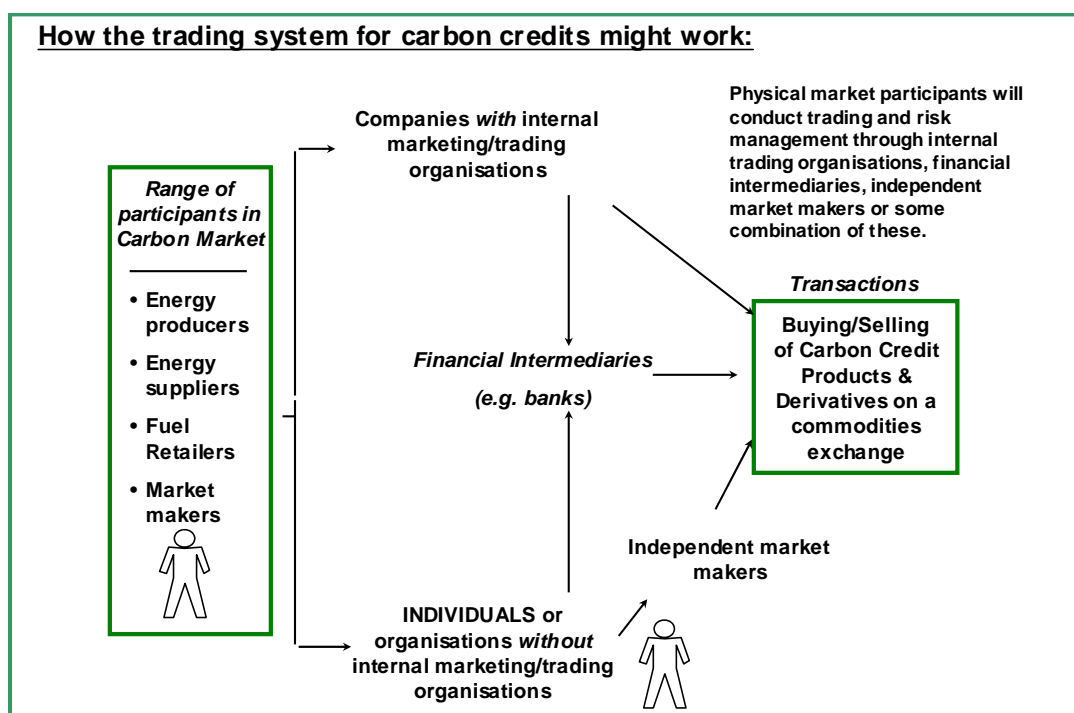 How the trading system for carbon credits might work:
Physical market participants will
conduct trading and risk
management through internal
trading organisations, financial
intermediaries, independent
market makers or some
combination of these.
Companies with internal
marketing/trading
organisations
Range of
participants in
Carbon Market
• Energy
producers
• Energy
suppliers
• Fuel
Retailers
• Market
makers
Financial Intermediaries
(e.g. banks)
Transactions
Buying/Selling
of Carbon Credit
Products &
Derivatives on a
commodities
exchange
Independent market
makers
INDIVIDUALS or
organisations without
internal marketing/trading
organisations